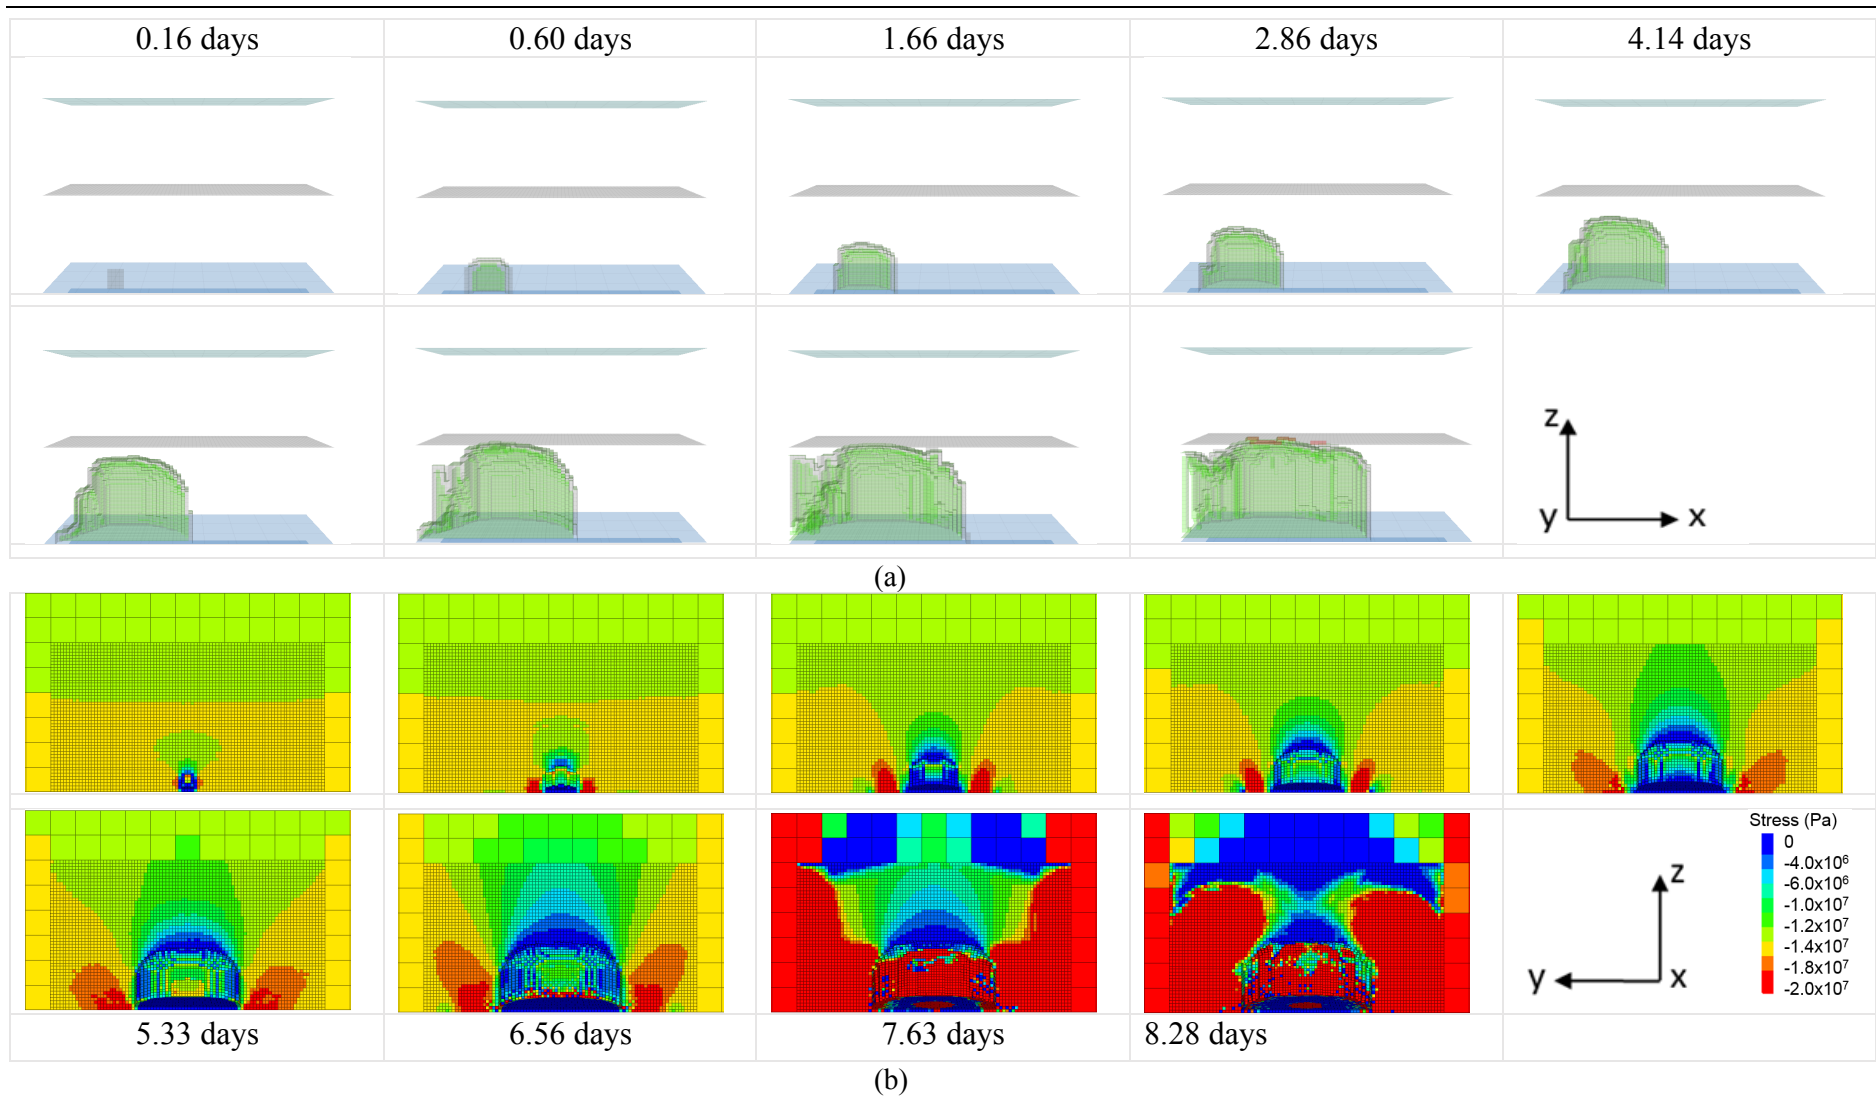 0.16 days 0.60 days 1.66 days 2.86 days 4.14 days
z
y x
(a)
Stress (Pa)
0
-4.0x10⁶
-6.0x10⁶
-1.0x10⁷
-1.2x10⁷
-1.4x10⁷
-1.8x10⁷
-2.0x10⁷
z
y x
5.33 days 6.56 days 7.63 days 8.28 days
(b)